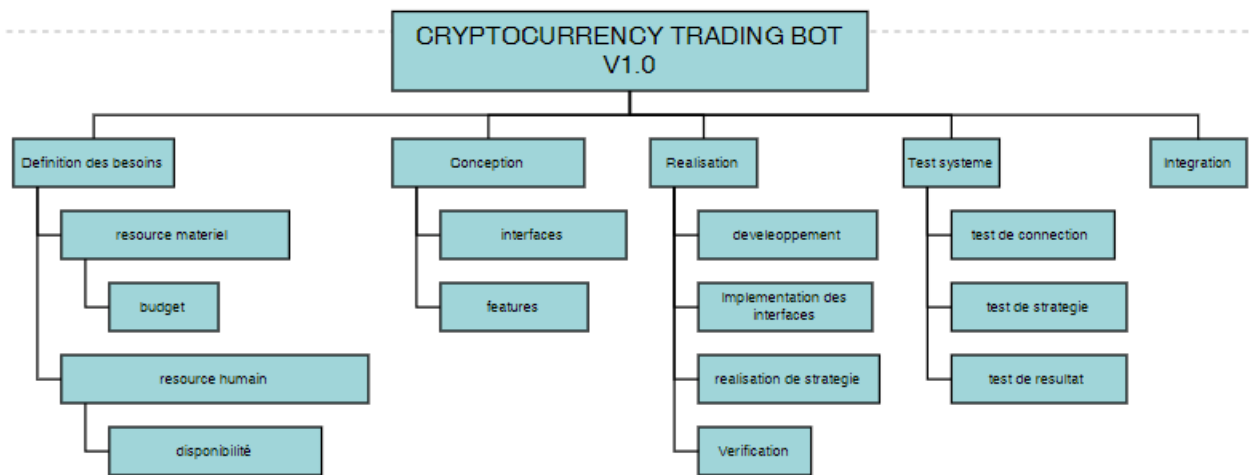 CRYPTOCURRENCY TRADING BOT
V1.0
Definition des besoins
Conception
Realisation
Test systeme
Integration
resource materiel
interfaces
develeoppement
test de connection
budget
features
Implementation des
interfaces
test de strategie
resource humain
realisation de strategie
test de resultat
disponibilité
Verification